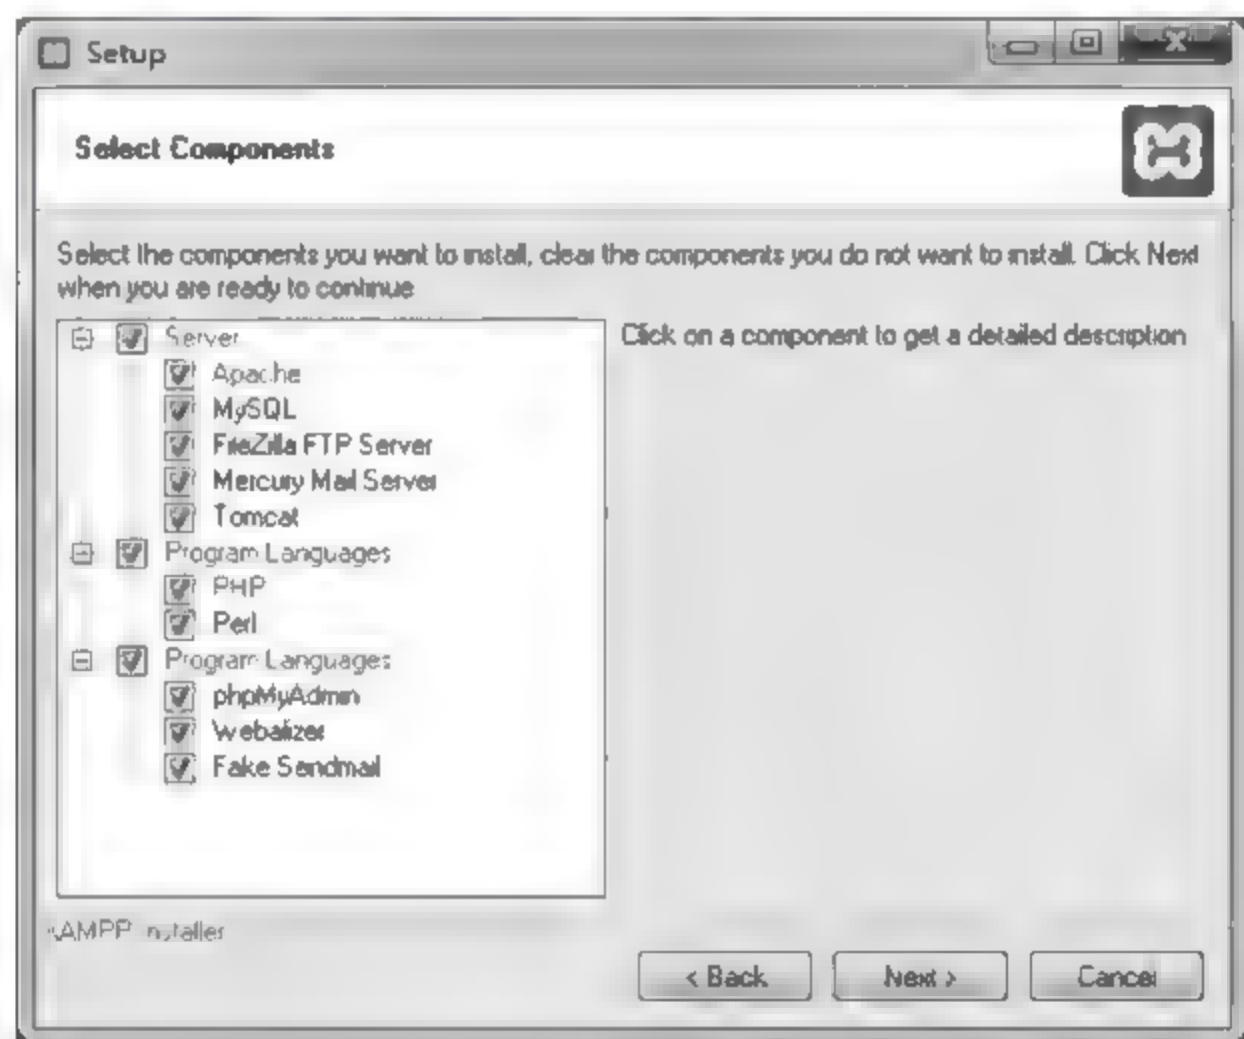 Setup
Select Components
Select the components you want to install, clear the components you do not want to install. Click Next
when you are ready to continue
Server
Click on a component to get a detailed description
Apache
MySQL
FileZilla FTP Server
Mercury Mail Server
Tomcat
Program Languages
PHP
Perl
Program Languages
phpMyAdmin
Webalizer
Fake Sendmail
XAMPP Installer
< Back
Next >
Cancel